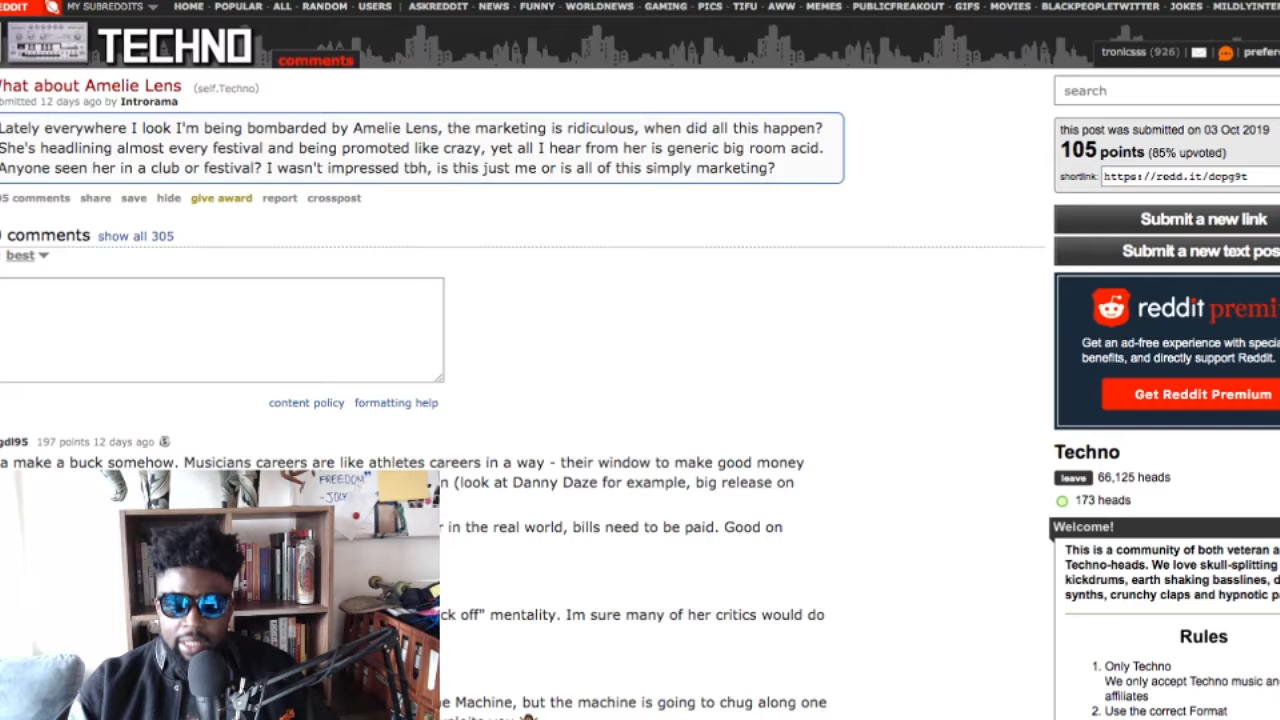 REDDIT MY SUBREDDITS HOME - POPULAR - ALL - RANDOM - USERS | ASKREDDIT - NEWS - FUNNY - WORLDNEWS - GAMING - PICS - TIFU - AWW - MEMES - PUBLICFREAKOUT - GIFS - MOVIES - BLACKPEOPLETWITTER - JOKES - MILDLYINTER
TECHNO comments
tronicsss (926) | | | prefer
hat about Amelie Lens (self.Techno)
bmitted 12 days ago by Introrama
Lately everywhere I look I'm being bombarded by Amelie Lens, the marketing is ridiculous, when did all this happen?
She's headlining almost every festival and being promoted like crazy, yet all I hear from her is generic big room acid.
Anyone seen her in a club or festival? I wasn't impressed tbh, is this just me or is all of this simply marketing?
05 comments share save hide give award report crosspost
comments show all 305
best
content policy formatting help
gdl95 197 points 12 days ago
a make a buck somehow. Musicians careers are like athletes careers in a way - their window to make good money
n (look at Danny Daze for example, big release on
r in the real world, bills need to be paid. Good on
ck off" mentality. Im sure many of her critics would do
e Machine, but the machine is going to chug along one
FREEDOM"
search
this post was submitted on 03 Oct 2019
105 points (85% upvoted)
shortlink: https://redd.it/dcpg9t
Submit a new link
Submit a new text pos
reddit premi
Get an ad-free experience with specia
benefits, and directly support Reddit.
Get Reddit Premium
Techno
leave 66,125 heads
173 heads
Welcome!
This is a community of both veteran a
Techno-heads. We love skull-splitting
kickdrums, earth shaking basslines, d
synths, crunchy claps and hypnotic p
Rules
1. Only Techno
We only accept Techno music an
affiliates
2. Use the correct Format